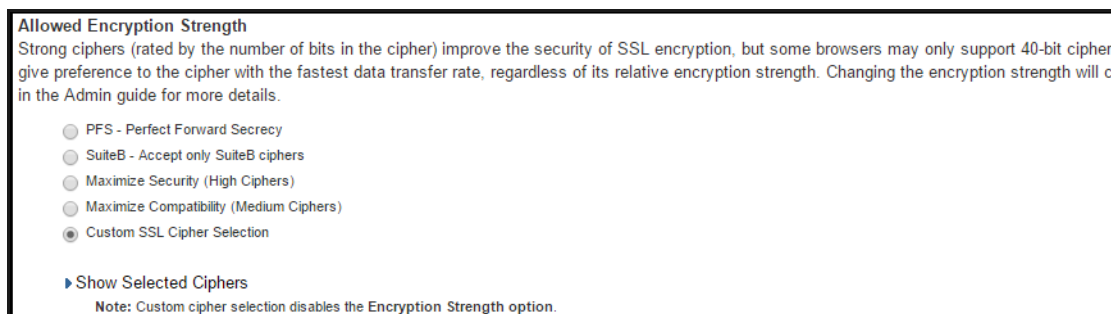 Allowed Encryption Strength
Strong ciphers (rated by the number of bits in the cipher) improve the security of SSL encryption, but some browsers may only support 40-bit cipher
give preference to the cipher with the fastest data transfer rate, regardless of its relative encryption strength. Changing the encryption strength will
in the Admin guide for more details.
PFS - Perfect Forward Secrecy
SuiteB - Accept only SuiteB ciphers
Maximize Security (High Ciphers)
Maximize Compatibility (Medium Ciphers)
Custom SSL Cipher Selection
Show Selected Ciphers
Note: Custom cipher selection disables the Encryption Strength option.